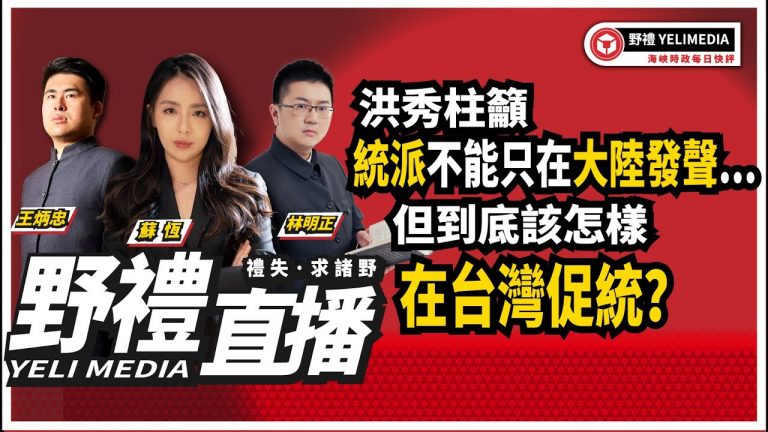 野禮 YELIMEDIA
海峽時政每日快評
洪秀柱籲
統派不能只在大陸發聲...
但到底該怎樣
在台灣促統?
王炳忠
蘇恆
林明正
禮失·求諸野
野禮直播
YELI MEDIA